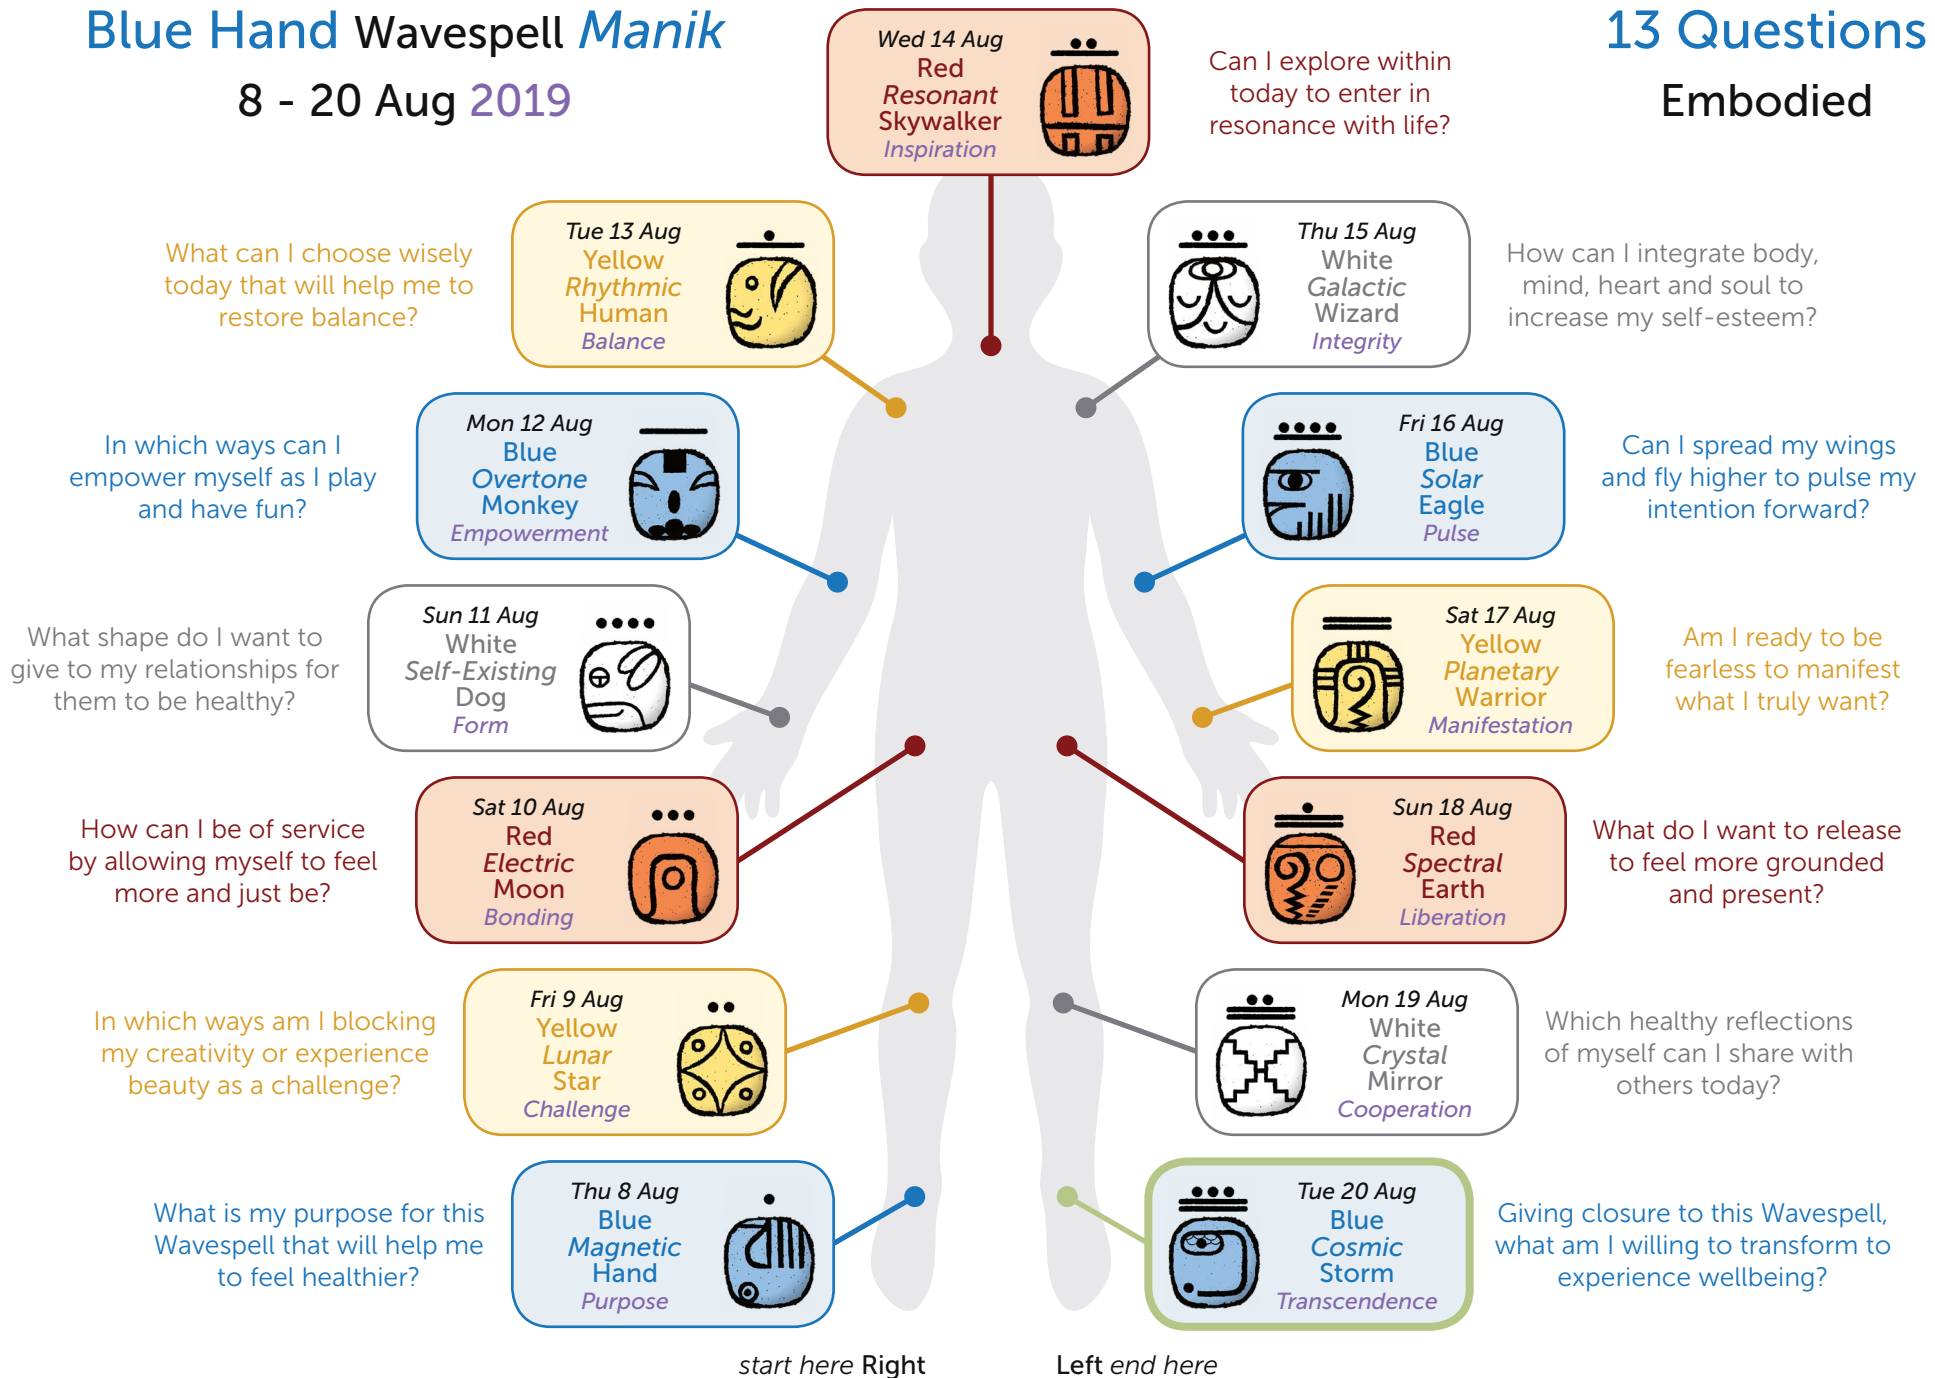 Blue Hand Wavespell Manik
8 - 20 Aug 2019
13 Questions
Embodied
Wed 14 Aug
Red
Resonant
Skywalker
Inspiration
Can I explore within
today to enter in
resonance with life?
What can I choose wisely
today that will help me to
restore balance?
Tue 13 Aug
Yellow
Rhythmic
Human
Balance
Thu 15 Aug
White
Galactic
Wizard
Integrity
How can I integrate body,
mind, heart and soul to
increase my self-esteem?
In which ways can I
empower myself as I play
and have fun?
Mon 12 Aug
Blue
Overtone
Monkey
Empowerment
Fri 16 Aug
Blue
Solar
Eagle
Pulse
Can I spread my wings
and fly higher to pulse my
intention forward?
What shape do I want to
give to my relationships for
them to be healthy?
Sun 11 Aug
White
Self-Existing
Dog
Form
Sat 17 Aug
Yellow
Planetary
Warrior
Manifestation
Am I ready to be
fearless to manifest
what I truly want?
How can I be of service
by allowing myself to feel
more and just be?
Sat 10 Aug
Red
Electric
Moon
Bonding
Sun 18 Aug
Red
Spectral
Earth
Liberation
What do I want to release
to feel more grounded
and present?
In which ways am I blocking
my creativity or experience
beauty as a challenge?
Fri 9 Aug
Yellow
Lunar
Star
Challenge
Mon 19 Aug
White
Crystal
Mirror
Cooperation
Which healthy reflections
of myself can I share with
others today?
What is my purpose for this
Wavespell that will help me
to feel healthier?
Thu 8 Aug
Blue
Magnetic
Hand
Purpose
Tue 20 Aug
Blue
Cosmic
Storm
Transcendence
Giving closure to this Wavespell,
what am I willing to transform to
experience wellbeing?
start here Right
Left end here